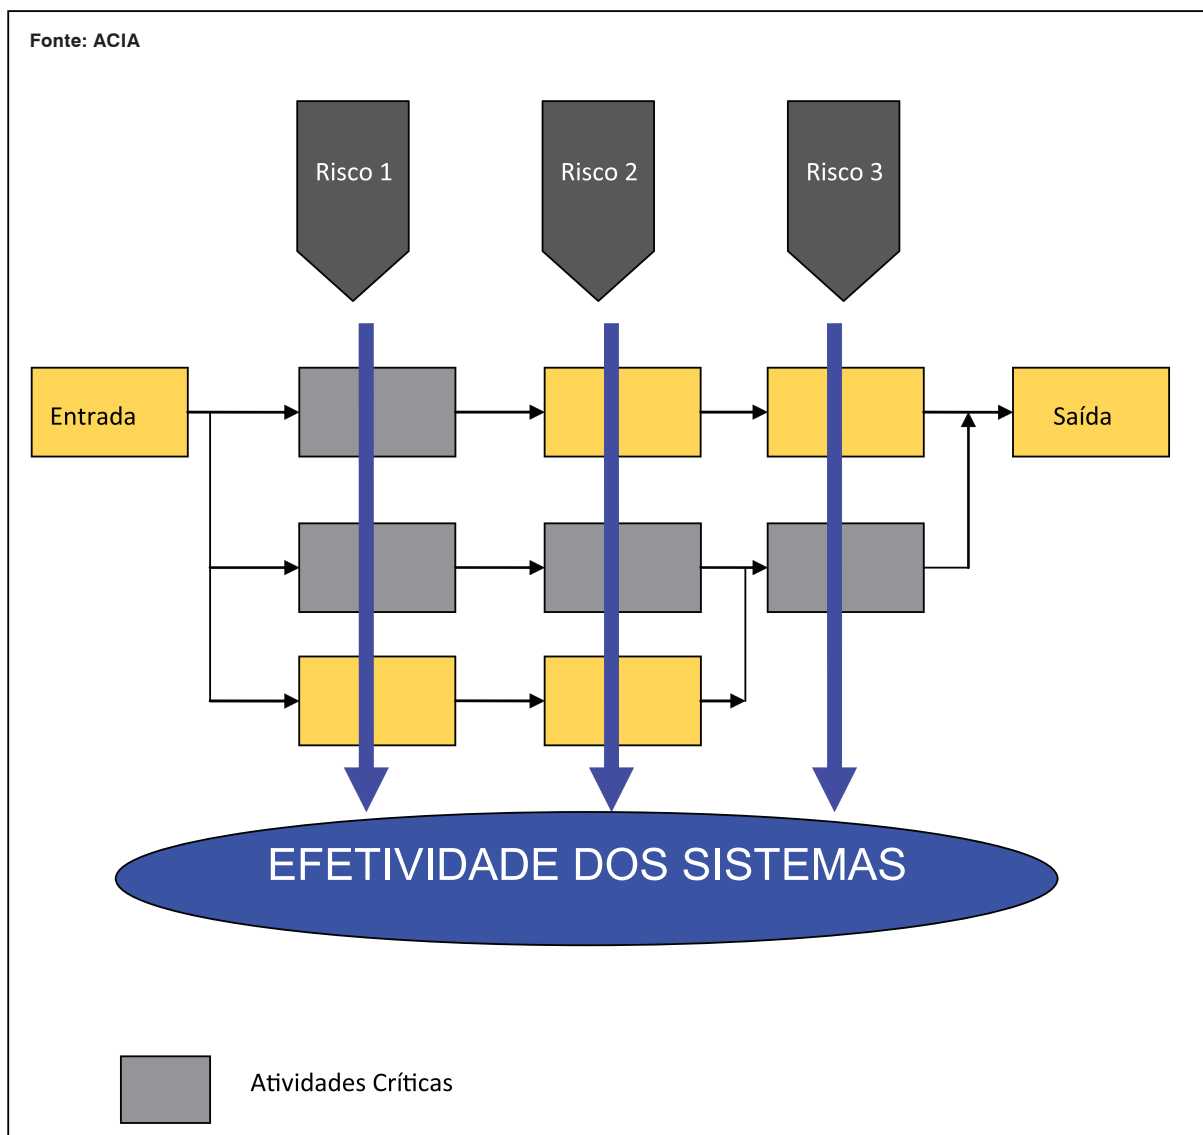 Fonte: ACIA
Risco 1
Risco 2
Risco 3
Entrada
Saída
EFETIVIDADE DOS SISTEMAS
Atividades Críticas